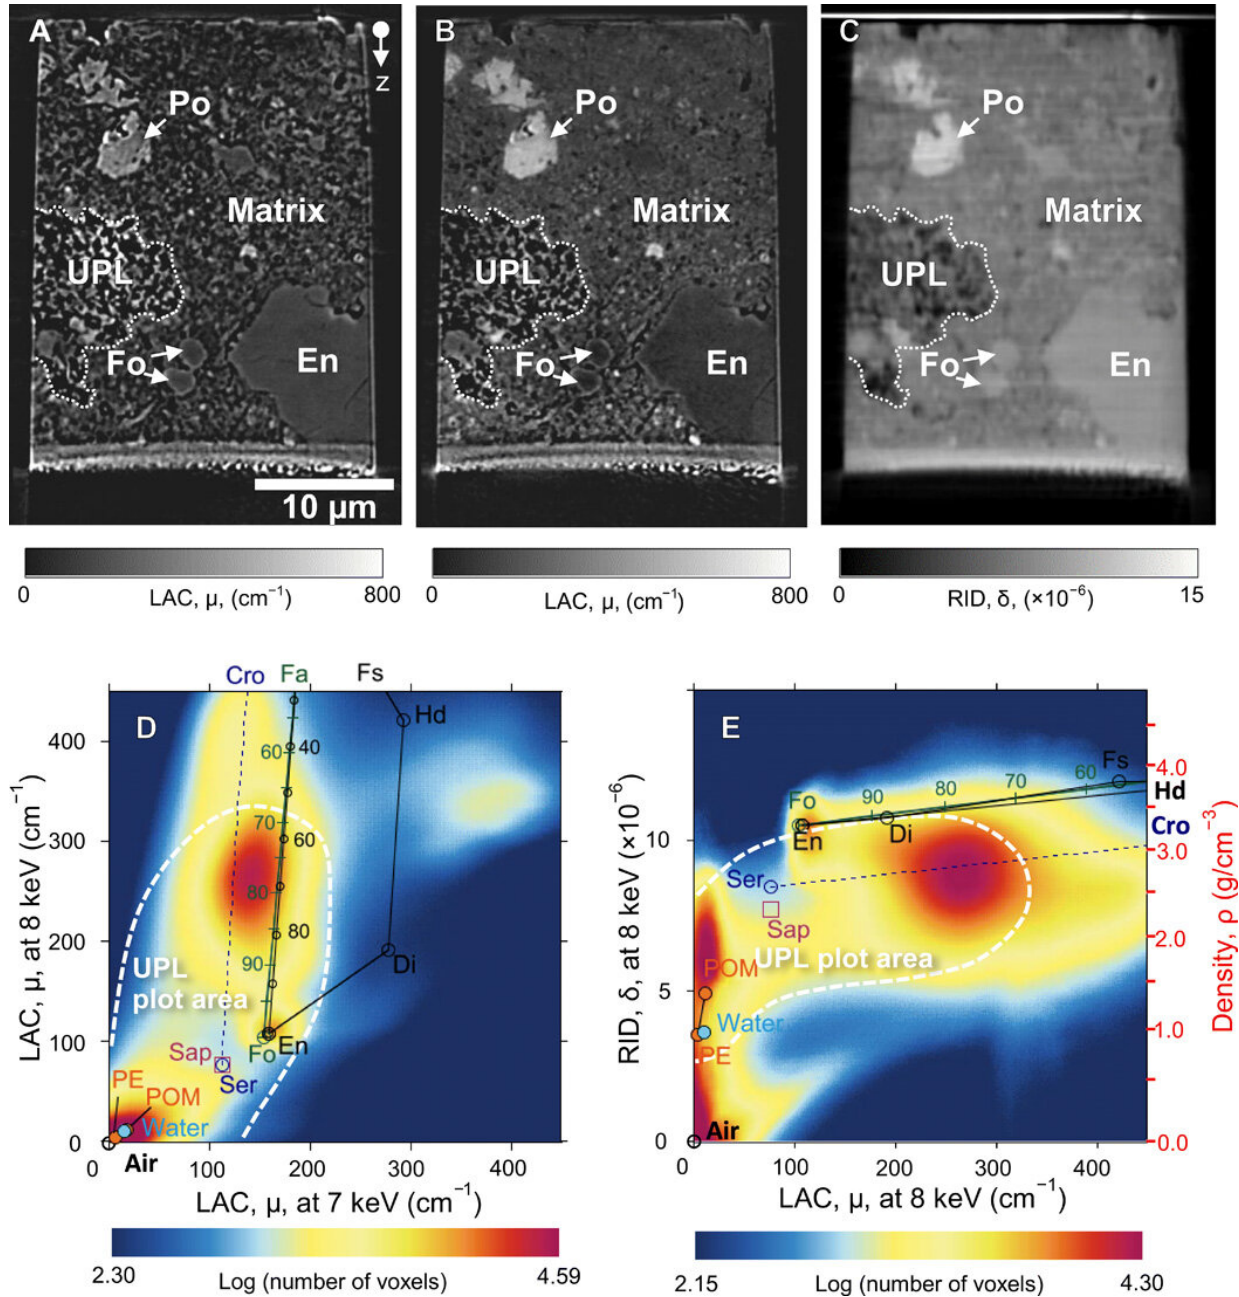 A
Z
Po
Matrix
UPL
Fo
En
10 µm
0 800
LAC, µ, (cm⁻¹)
B
Po
Matrix
UPL
Fo
En
0 800
LAC, µ, (cm⁻¹)
C
Po
Matrix
UPL
Fo
En
0 15
RID, δ, (×10⁻⁶)
Cro Fa Fs
D
Hd
60 40
70 60
80
80
90
Di
UPL
plot area
En
Fo
Sap
Ser
PE
POM
Water
Air
400
300
200
100
0
LAC, µ, at 8 keV (cm⁻¹)
0 100 200 300 400
LAC, µ, at 7 keV (cm⁻¹)
2.30 4.59
Log (number of voxels)
E
Fs
Hd
Cro
Fo 90 80 70 60
En
Di
Ser
Sap
UPL plot area
POM
Water
PE
Air
10
5
0
RID, δ, at 8 keV (×10⁻⁶)
4.0
3.0
2.0
1.0
0.0
Density, ρ (g/cm⁻³)
0 100 200 300 400
LAC, µ, at 8 keV (cm⁻¹)
2.15 4.30
Log (number of voxels)